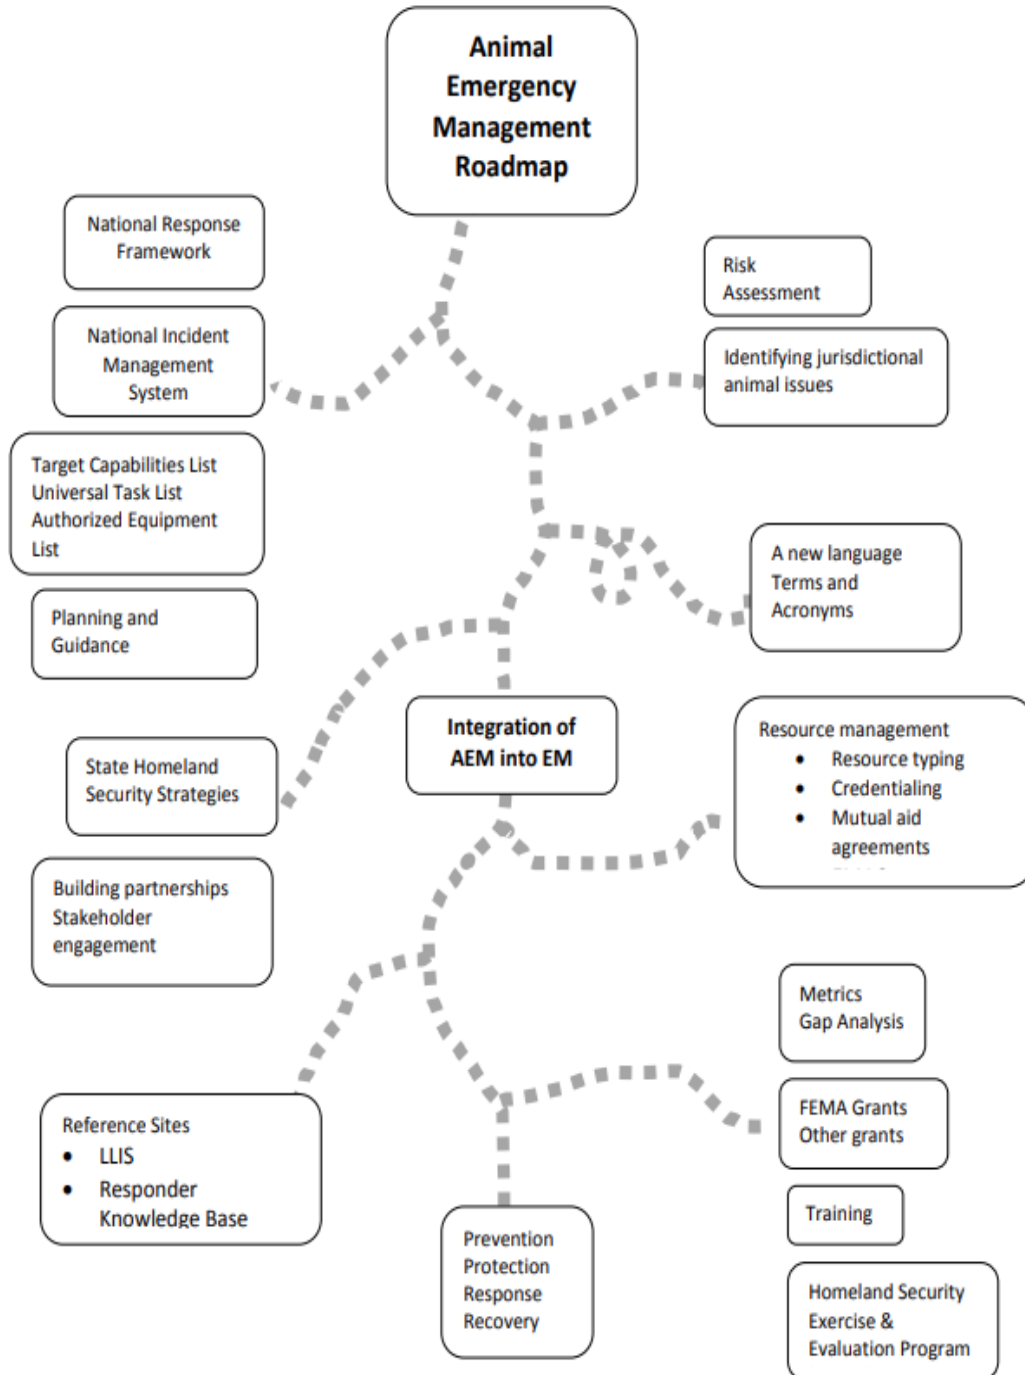 Animal
Emergency
Management
Roadmap
National Response
Framework
National Incident
Management
System
Target Capabilities List
Universal Task List
Authorized Equipment
List
Planning and
Guidance
State Homeland
Security Strategies
Building partnerships
Stakeholder
engagement
Reference Sites
• LLIS
• Responder
Knowledge Base
Risk
Assessment
Identifying jurisdictional
animal issues
A new language
Terms and
Acronyms
Integration of
AEM into EM
Resource management
• Resource typing
• Credentialing
• Mutual aid
agreements
Metrics
Gap Analysis
FEMA Grants
Other grants
Training
Homeland Security
Exercise &
Evaluation Program
Prevention
Protection
Response
Recovery